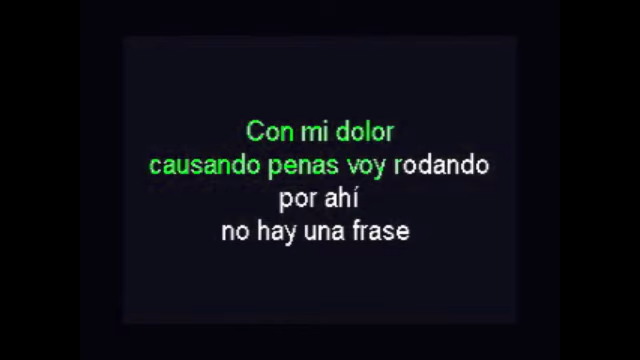 Con mi dolor
causando penas voy rodando
por ahí
no hay una frase